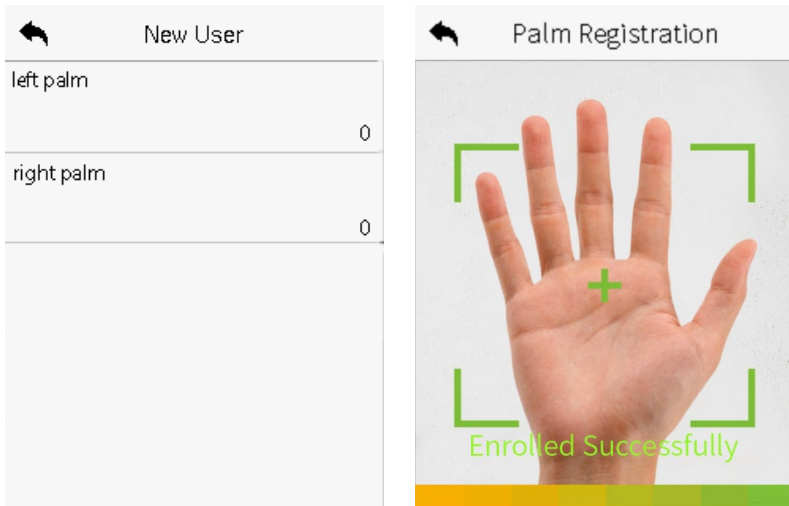 New User
left palm
0
right palm
0
Palm Registration
Enrolled Successfully